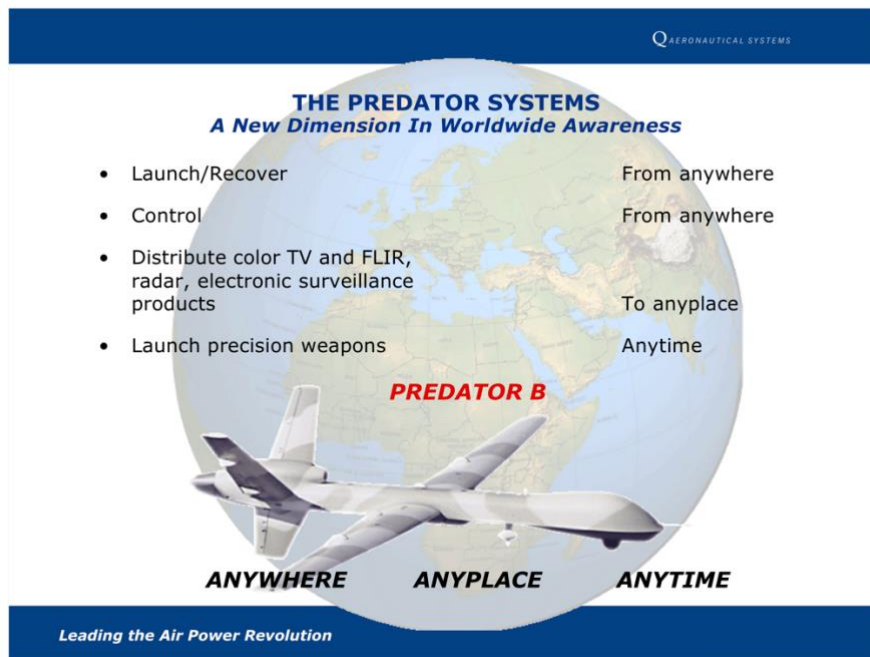 Q AERONAUTICAL SYSTEMS
THE PREDATOR SYSTEMS
A New Dimension In Worldwide Awareness
• Launch/Recover From anywhere
• Control From anywhere
• Distribute color TV and FLIR,
radar, electronic surveillance
products To anyplace
• Launch precision weapons Anytime
PREDATOR B
ANYWHERE ANYPLACE ANYTIME
Leading the Air Power Revolution